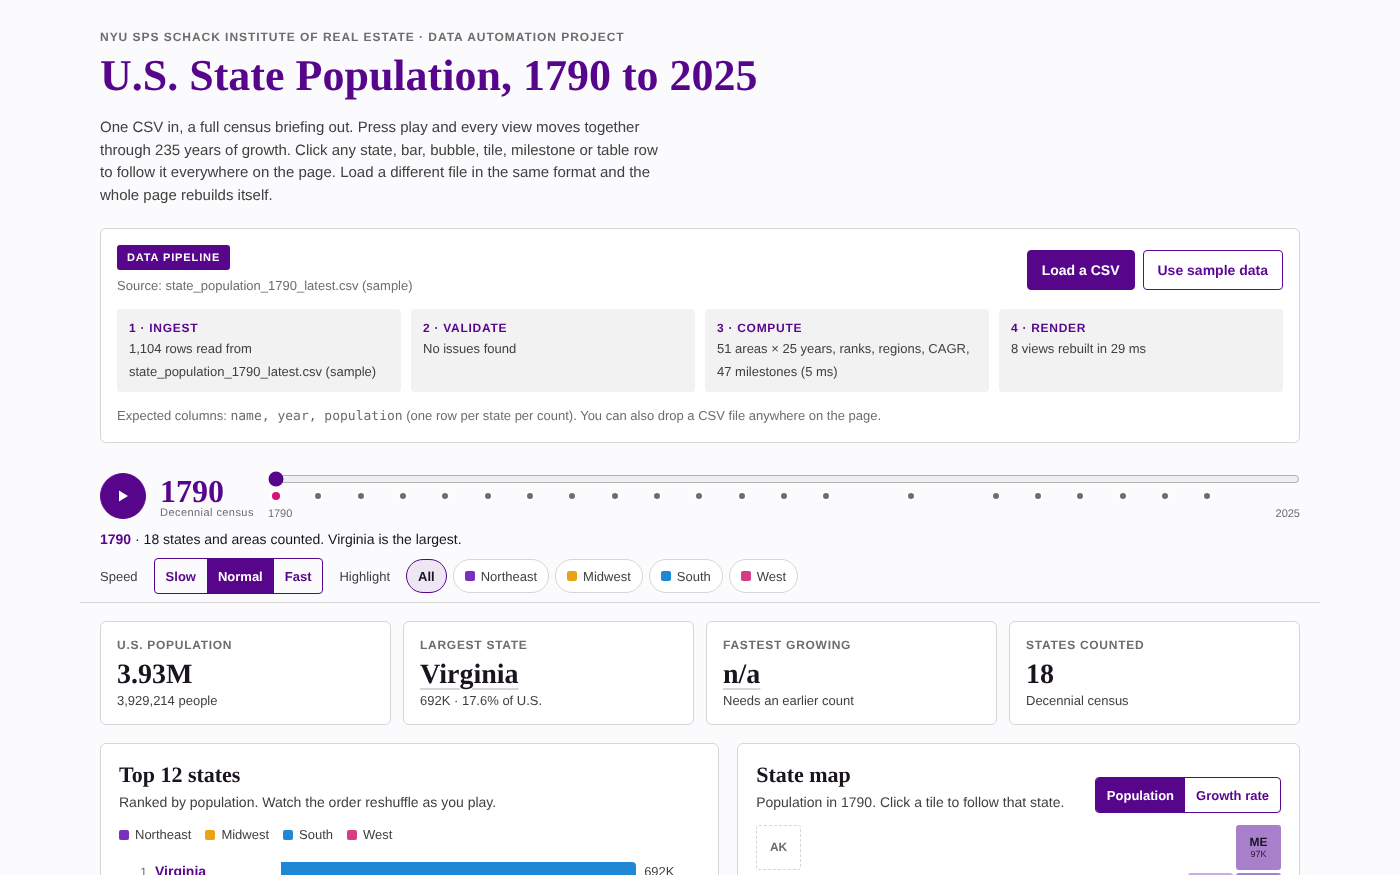 NYU SPS SCHACK INSTITUTE OF REAL ESTATE · DATA AUTOMATION PROJECT
U.S. State Population, 1790 to 2025
One CSV in, a full census briefing out. Press play and every view moves together
through 235 years of growth. Click any state, bar, bubble, tile, milestone or table row
to follow it everywhere on the page. Load a different file in the same format and the
whole page rebuilds itself.
DATA PIPELINE
Source: state_population_1790_latest.csv (sample)
Load a CSV
Use sample data
1 · INGEST
1,104 rows read from
state_population_1790_latest.csv (sample)
2 · VALIDATE
No issues found
3 · COMPUTE
51 areas × 25 years, ranks, regions, CAGR,
47 milestones (5 ms)
4 · RENDER
8 views rebuilt in 29 ms
Expected columns: name, year, population (one row per state per count). You can also drop a CSV file anywhere on the page.
1790
Decennial census
1790
2025
1790 · 18 states and areas counted. Virginia is the largest.
Speed
Slow
Normal
Fast
Highlight
All
Northeast
Midwest
South
West
U.S. POPULATION
3.93M
3,929,214 people
LARGEST STATE
Virginia
692K · 17.6% of U.S.
FASTEST GROWING
n/a
Needs an earlier count
STATES COUNTED
18
Decennial census
Top 12 states
Ranked by population. Watch the order reshuffle as you play.
Northeast
Midwest
South
West
1 Virginia 692K
State map
Population in 1790. Click a tile to follow that state.
Population
Growth rate
AK
ME
97K